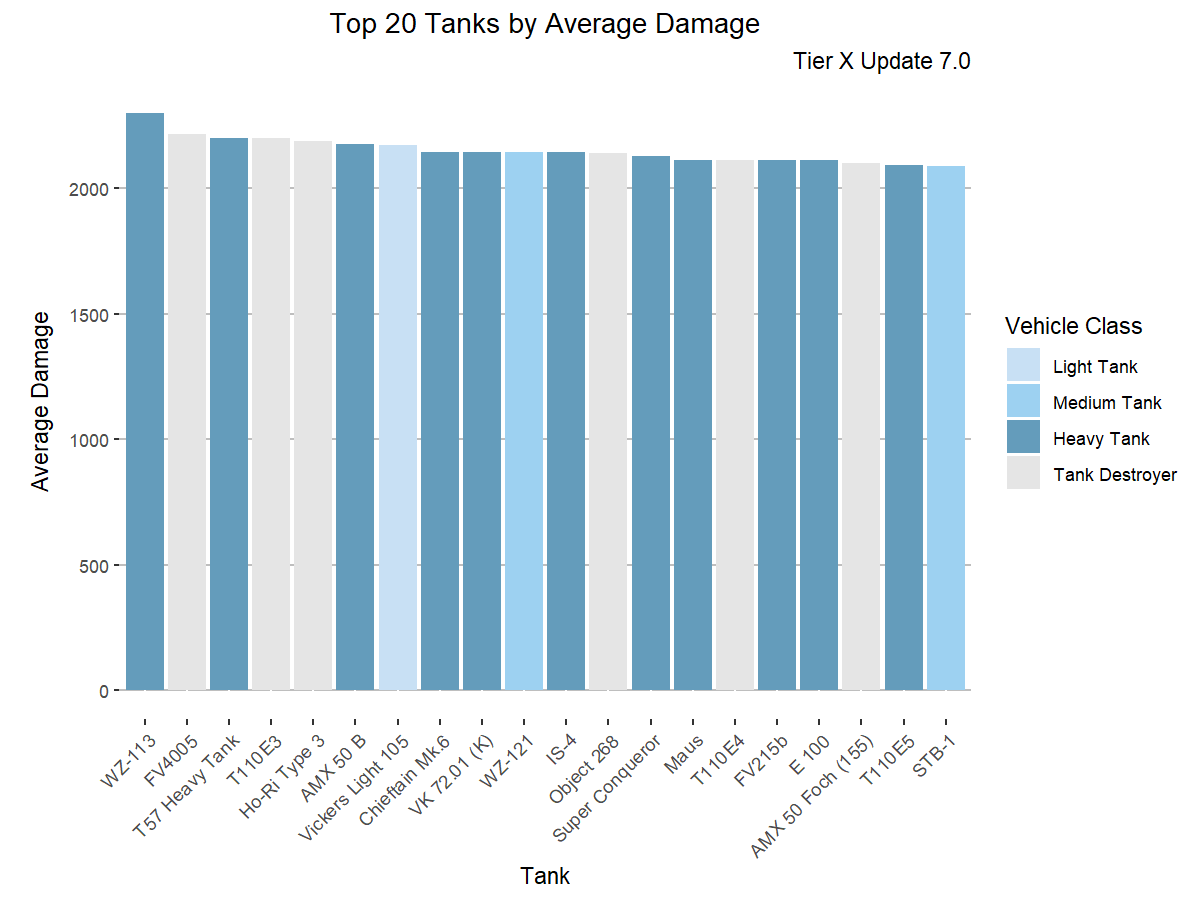 Top 20 Tanks by Average Damage
Tier X Update 7.0
Average Damage
2000
1500
1000
500
0
WZ-113
FV4005
T57 Heavy Tank
T110E3
Ho-Ri Type 3
AMX 50 B
Vickers Light 105
Chieftain Mk.6
VK 72.01 (K)
WZ-121
IS-4
Object 268
Super Conqueror
Maus
T110E4
FV215b
E 100
AMX 50 Foch (155)
T110E5
STB-1
Tank
Vehicle Class
Light Tank
Medium Tank
Heavy Tank
Tank Destroyer